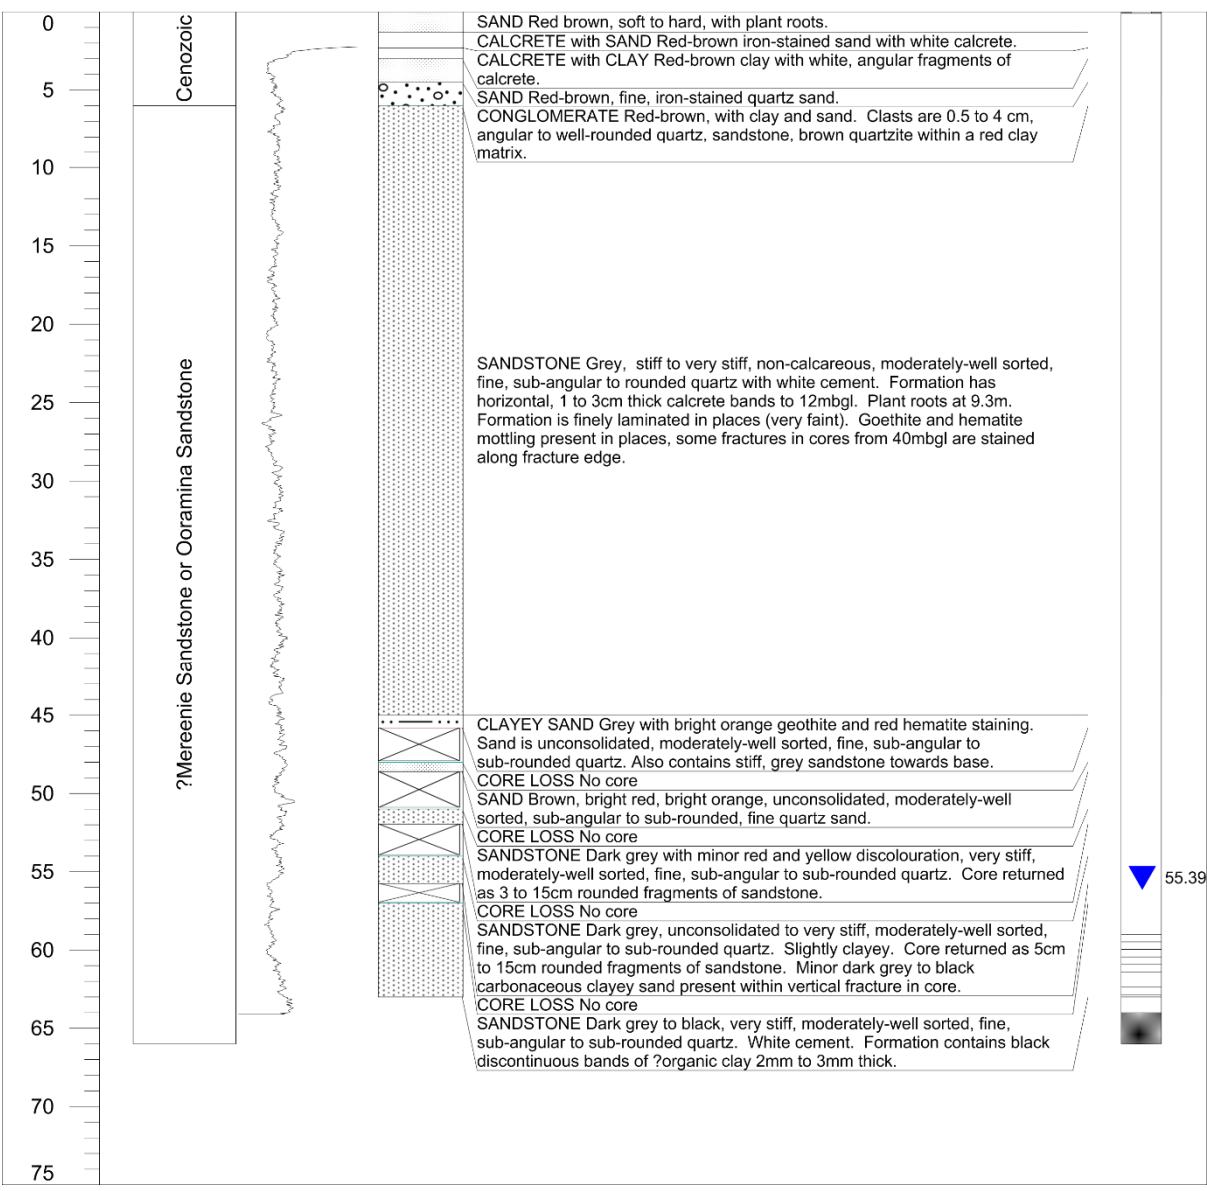 0
5
10
15
20
25
30
35
40
45
50
55
60
65
70
75
Cenozoic
?Mereenie Sandstone or Ooramina Sandstone
SAND Red brown, soft to hard, with plant roots.
CALCRETE with SAND Red-brown iron-stained sand with white calcrete.
CALCRETE with CLAY Red-brown clay with white, angular fragments of
calcrete.
SAND Red-brown, fine, iron-stained quartz sand.
CONGLOMERATE Red-brown, with clay and sand. Clasts are 0.5 to 4 cm,
angular to well-rounded quartz, sandstone, brown quartzite within a red clay
matrix.
SANDSTONE Grey, stiff to very stiff, non-calcareous, moderately-well sorted,
fine, sub-angular to rounded quartz with white cement. Formation has
horizontal, 1 to 3cm thick calcrete bands to 12mbgl. Plant roots at 9.3m.
Formation is finely laminated in places (very faint). Goethite and hematite
mottling present in places, some fractures in cores from 40mbgl are stained
along fracture edge.
CLAYEY SAND Grey with bright orange geothite and red hematite staining.
Sand is unconsolidated, moderately-well sorted, fine, sub-angular to
sub-rounded quartz. Also contains stiff, grey sandstone towards base.
CORE LOSS No core
SAND Brown, bright red, bright orange, unconsolidated, moderately-well
sorted, sub-angular to sub-rounded, fine quartz sand.
CORE LOSS No core
SANDSTONE Dark grey with minor red and yellow discolouration, very stiff,
moderately-well sorted, fine, sub-angular to sub-rounded quartz. Core returned
as 3 to 15cm rounded fragments of sandstone.
CORE LOSS No core
SANDSTONE Dark grey, unconsolidated to very stiff, moderately-well sorted,
fine, sub-angular to sub-rounded quartz. Slightly clayey. Core returned as 5cm
to 15cm rounded fragments of sandstone. Minor dark grey to black
carbonaceous clayey sand present within vertical fracture in core.
CORE LOSS No core
SANDSTONE Dark grey to black, very stiff, moderately-well sorted, fine,
sub-angular to sub-rounded quartz. White cement. Formation contains black
discontinuous bands of ?organic clay 2mm to 3mm thick.
55.39